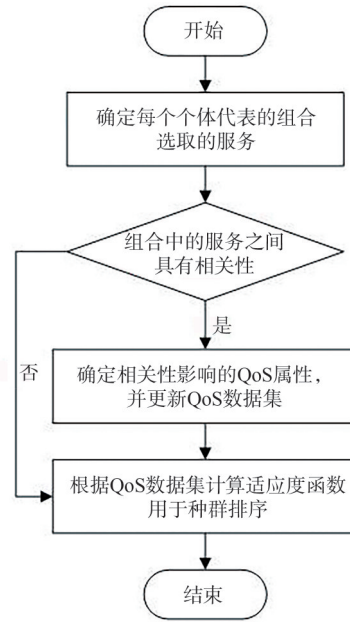 开始
确定每个个体代表的组合
选取的服务
组合中的服务之间
具有相关性
是
否
确定相关性影响的QoS属性，
并更新QoS数据集
根据QoS数据集计算适应度函数
用于种群排序
结束